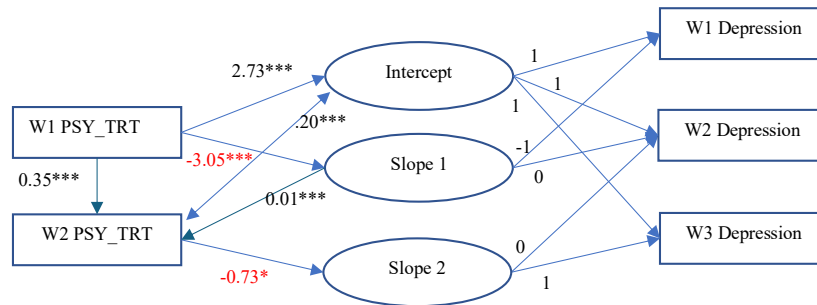 W1 Depression
1
Intercept
2.73***
1
1
W1 PSY_TRT
.20***
W2 Depression
-1
-3.05***
Slope 1
0
0.35***
0.01***
W2 PSY_TRT
W3 Depression
0
Slope 2
-0.73*
1